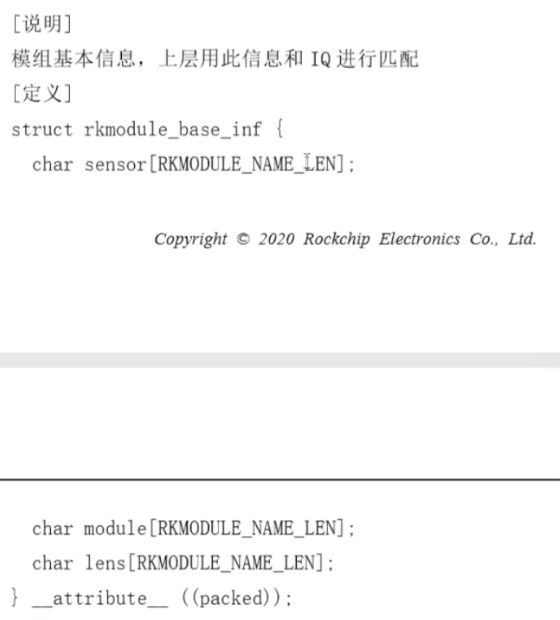 [说明]
模组基本信息，上层用此信息和 IQ 进行匹配
[定义]
struct rkmodule_base_inf {
char sensor[RKMODULE_NAME_LEN];
Copyright © 2020 Rockchip Electronics Co., Ltd.
char module[RKMODULE_NAME_LEN];
char lens[RKMODULE_NAME_LEN];
} __attribute__ ((packed));